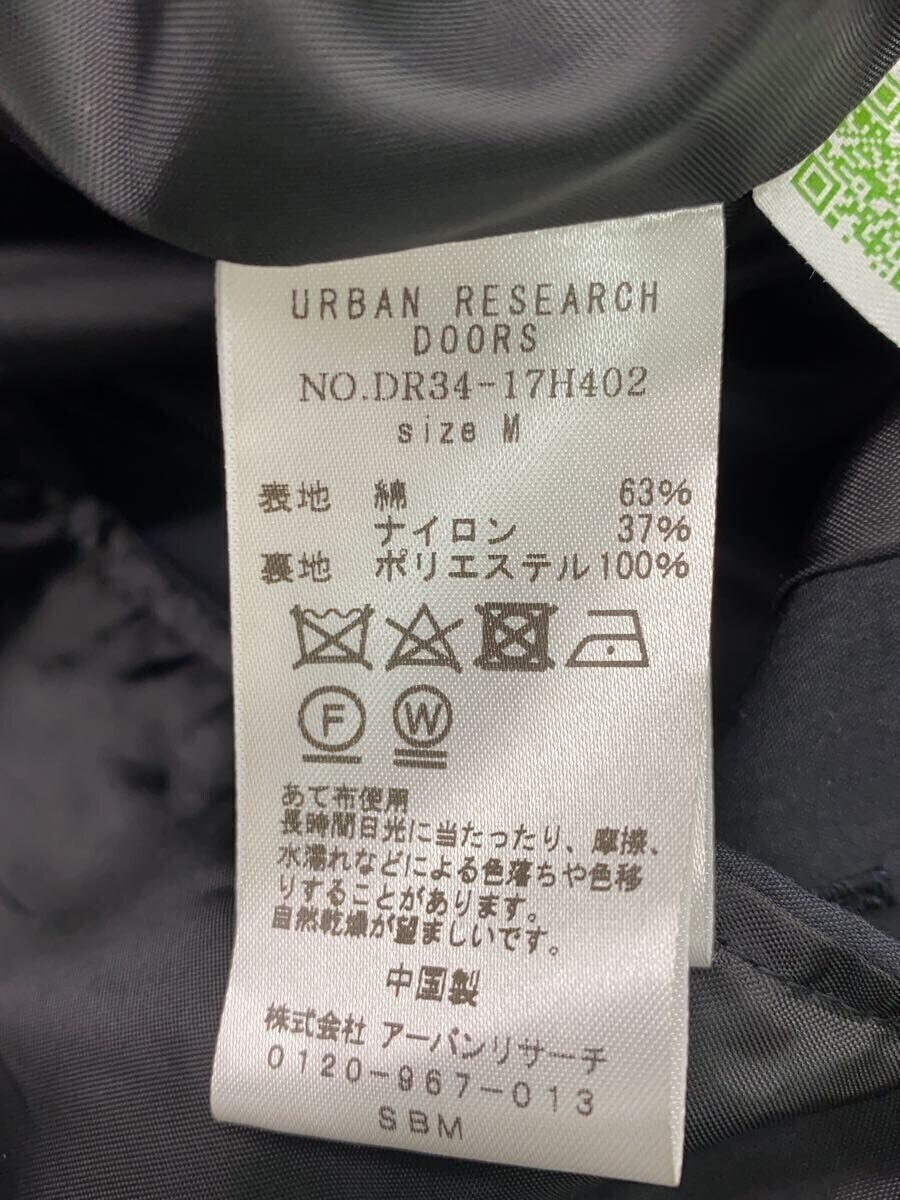 URBAN RESEARCH
DOORS
NO.DR34-17H402
size M
表地 綿 63%
ナイロン 37%
裏地 ポリエステル 100%
F W
あて布使用
長時間日光に当たったり、摩擦、
水濡れなどによる色落ちや色移
りすることがあります。
自然乾燥が望ましいです。
中国製
株式会社 アーバンリサーチ
0120-967-013
SBM